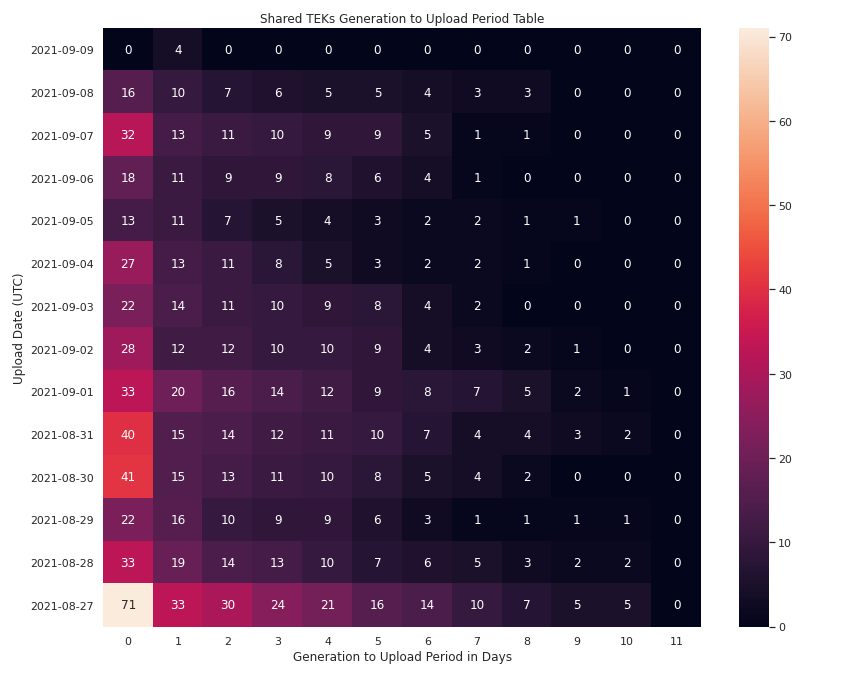 Shared TEKs Generation to Upload Period Table
Upload Date (UTC)
2021-09-09 0 4 0 0 0 0 0 0 0 0 0 0
2021-09-08 16 10 7 6 5 5 4 3 3 0 0 0
2021-09-07 32 13 11 10 9 9 5 1 1 0 0 0
2021-09-06 18 11 9 9 8 6 4 1 0 0 0 0
2021-09-05 13 11 7 5 4 3 2 2 1 1 0 0
2021-09-04 27 13 11 8 5 3 2 2 1 0 0 0
2021-09-03 22 14 11 10 9 8 4 2 0 0 0 0
2021-09-02 28 12 12 10 10 9 4 3 2 1 0 0
2021-09-01 33 20 16 14 12 9 8 7 5 2 1 0
2021-08-31 40 15 14 12 11 10 7 4 4 3 2 0
2021-08-30 41 15 13 11 10 8 5 4 2 0 0 0
2021-08-29 22 16 10 9 9 6 3 1 1 1 1 0
2021-08-28 33 19 14 13 10 7 6 5 3 2 2 0
2021-08-27 71 33 30 24 21 16 14 10 7 5 5 0
0 1 2 3 4 5 6 7 8 9 10 11
Generation to Upload Period in Days
70
60
50
40
30
20
10
0